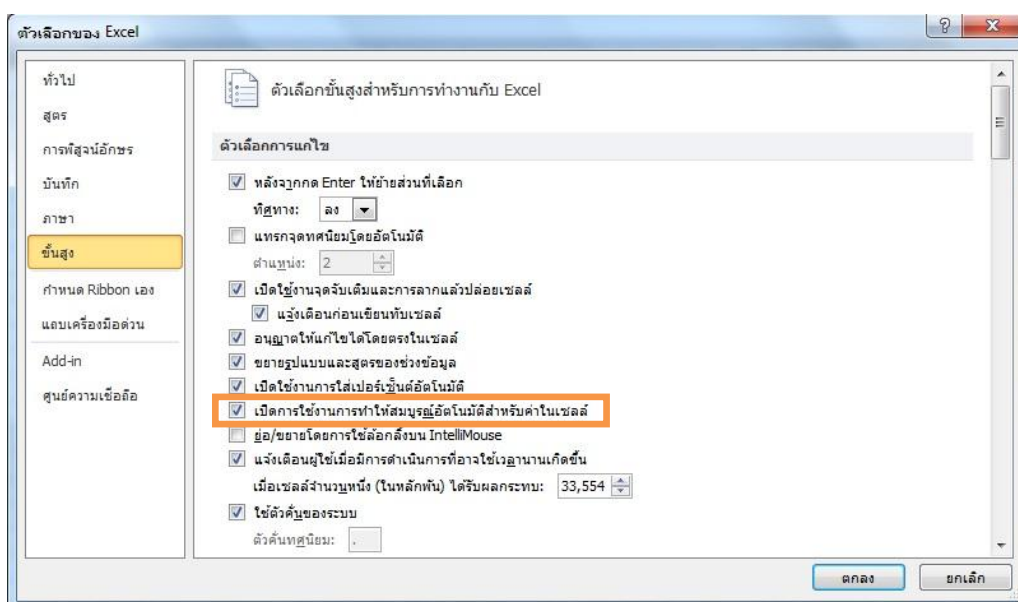 ตัวเลือกของ Excel
ทั่วไป
สูตร
การพิสูจน์อักษร
บันทึก
ภาษา
ขั้นสูง
กำหนด Ribbon เอง
แถบเครื่องมือด่วน
Add-in
ศูนย์ความเชื่อถือ
ตัวเลือกขั้นสูงสำหรับการทำงานกับ Excel
ตัวเลือกการแก้ไข
หลังจากกด Enter ให้ย้ายส่วนที่เลือก
ทิศทาง: ลง
แทรกจุดทศนิยมโดยอัตโนมัติ
ตำแหน่ง: 2
เปิดใช้งานจุดจับเติมและการลากแล้วปล่อยเซลล์
แจ้งเตือนก่อนเขียนทับเซลล์
อนุญาตให้แก้ไขได้โดยตรงในเซลล์
ขยายรูปแบบและสูตรของช่วงข้อมูล
เปิดใช้งานการใส่เปอร์เซ็นต์อัตโนมัติ
เปิดการใช้งานการทำให้สมบูรณ์อัตโนมัติสำหรับค่าในเซลล์
ย่อ/ขยายโดยการใช้ล้อกลิ้งบน IntelliMouse
แจ้งเตือนผู้ใช้เมื่อมีการดำเนินการที่อาจใช้เวลานานเกิดขึ้น
เมื่อเซลล์จำนวนหนึ่ง (ในหลักพัน) ได้รับผลกระทบ: 33,554
ใช้ตัวคั่นของระบบ
ตัวคั่นทศนิยม: .
ตกลง ยกเลิก